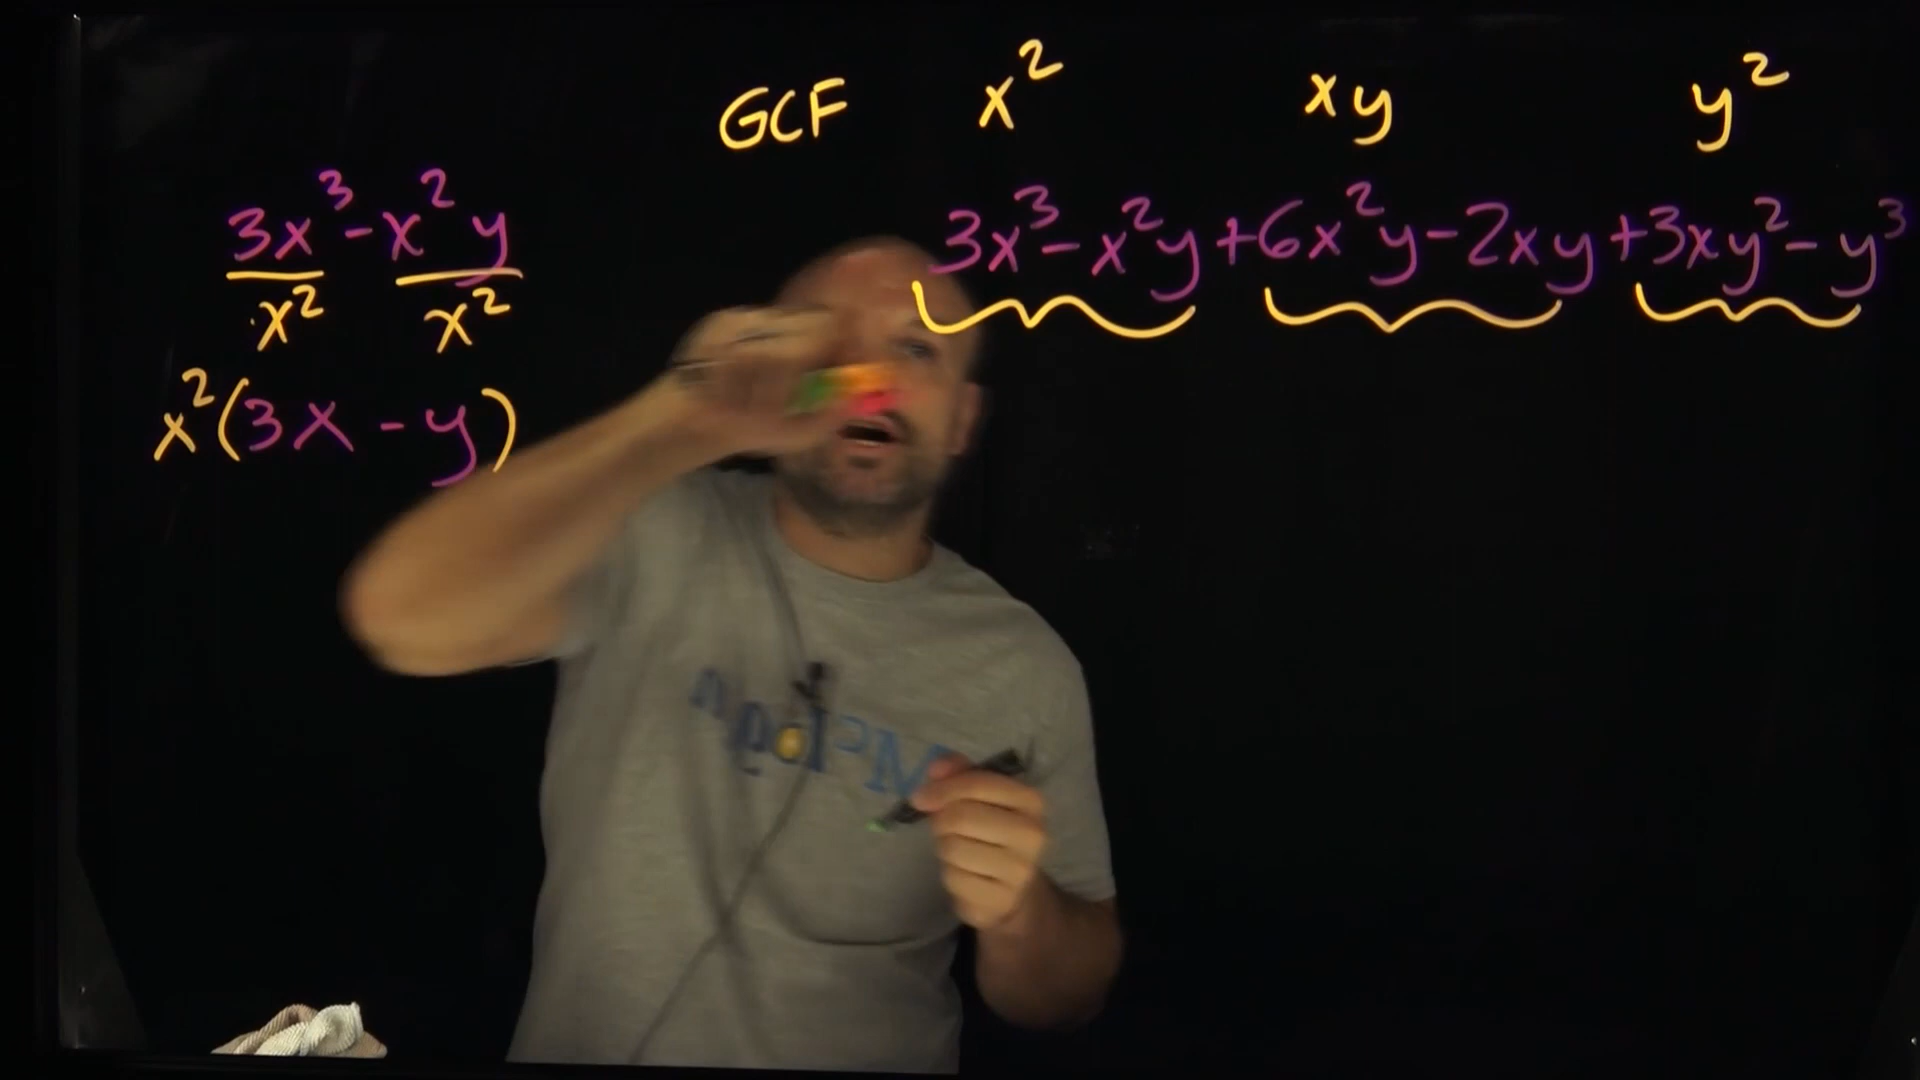 GCF x² xy y²
3x³-x²y+6x²y-2xy+3xy²-y³
3x³-x²y
x² x²
x²(3x-y)